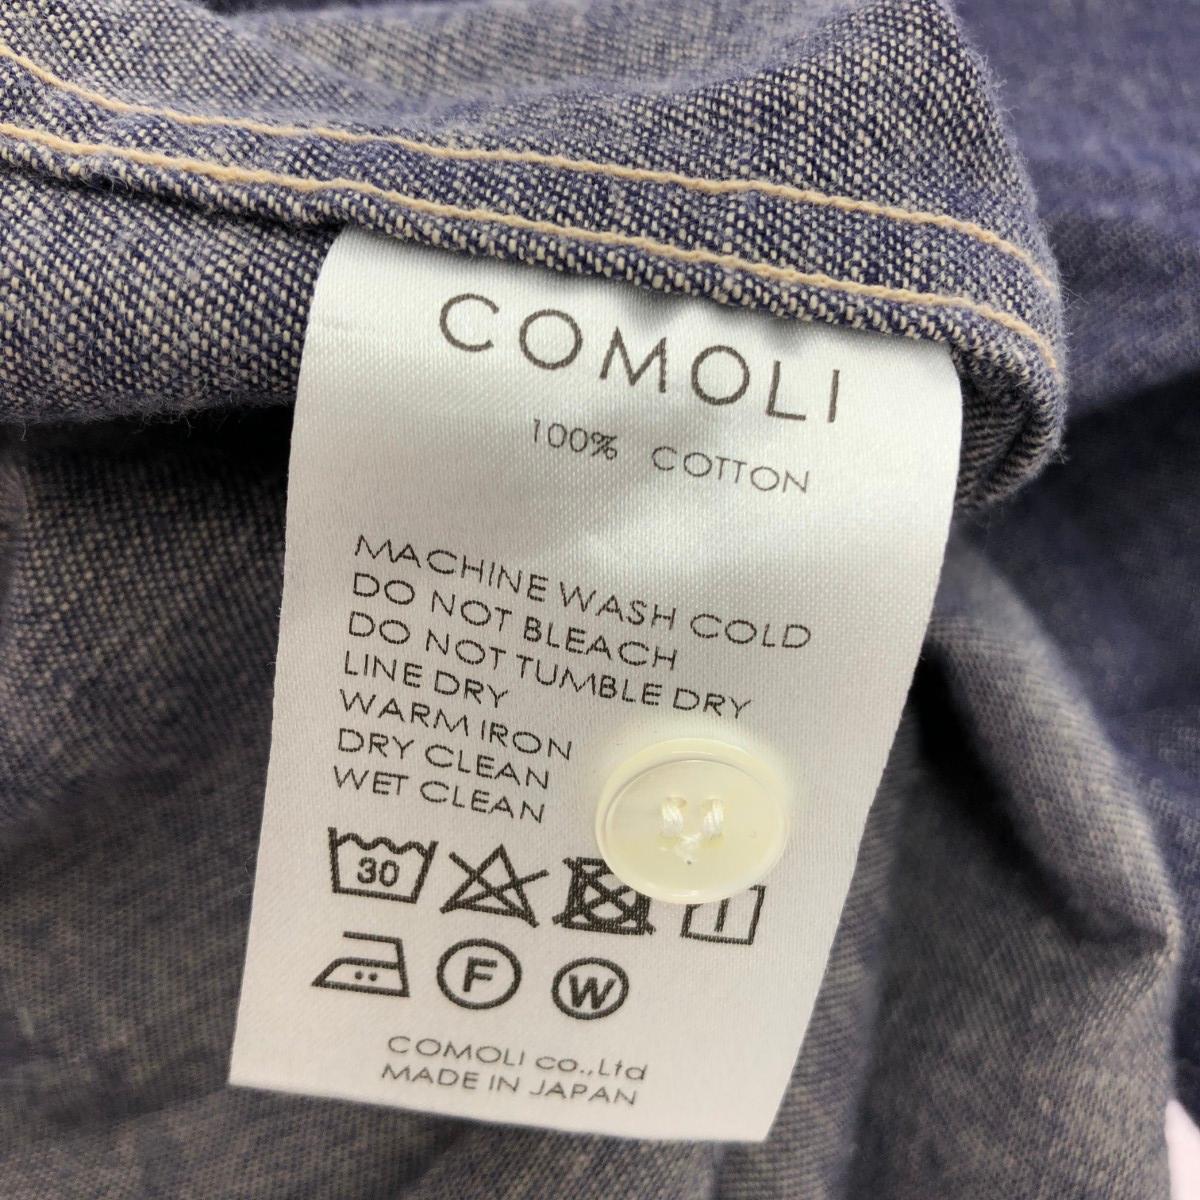 COMOLI
100% COTTON
MACHINE WASH COLD
DO NOT BLEACH
DO NOT TUMBLE DRY
LINE DRY
WARM IRON
DRY CLEAN
WET CLEAN
30
F W
COMOLI co.,Ltd
MADE IN JAPAN